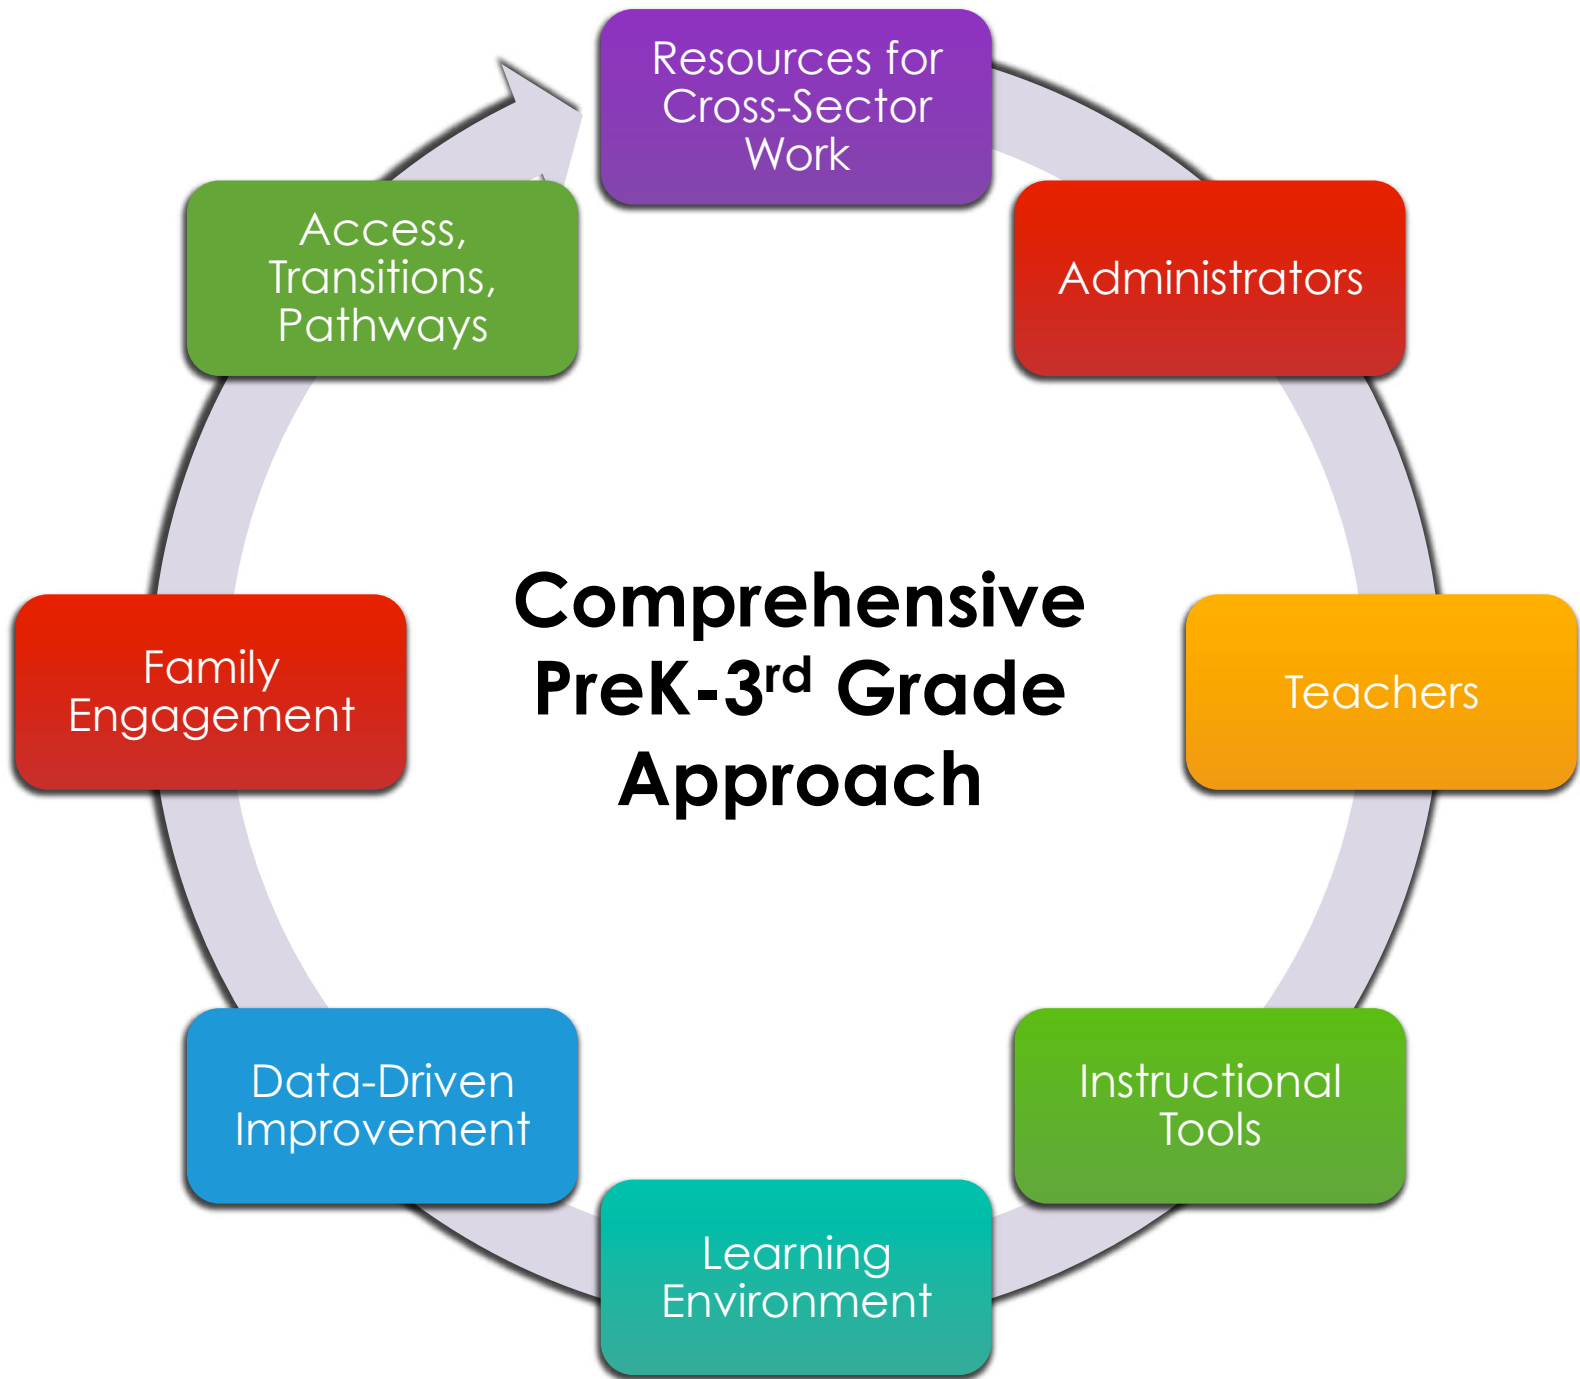 Resources for
Cross-Sector
Work
Administrators
Teachers
Instructional
Tools
Learning
Environment
Data-Driven
Improvement
Family
Engagement
Access,
Transitions,
Pathways
Comprehensive
PreK-3rd Grade
Approach